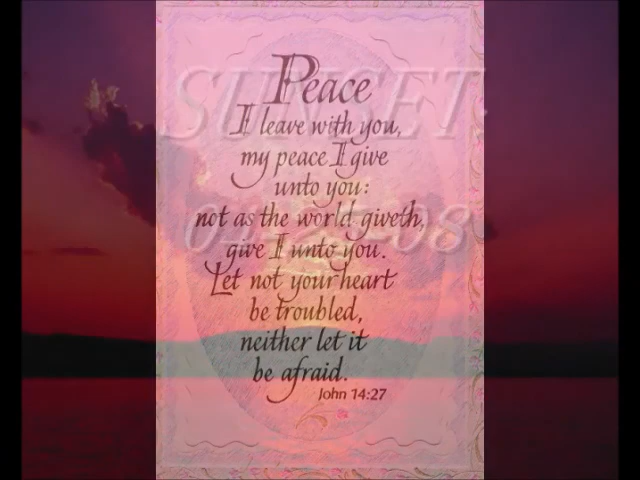 Peace
SUNSET
I leave with you,
my peace I give
unto you:
not as the world giveth,
give I unto you.
Let not your heart
be troubled,
neither let it
be afraid.
John 14:27